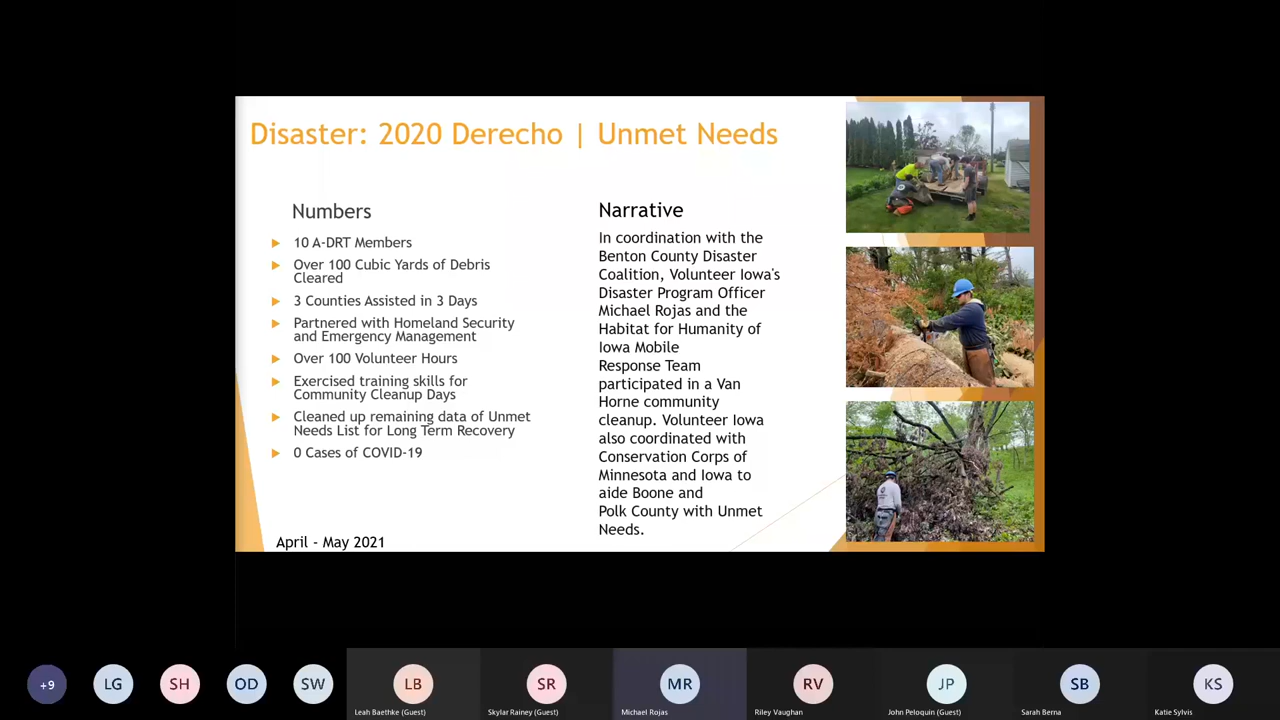 Disaster: 2020 Derecho | Unmet Needs
Numbers
10 A-DRT Members
Over 100 Cubic Yards of Debris
Cleared
3 Counties Assisted in 3 Days
Partnered with Homeland Security
and Emergency Management
Over 100 Volunteer Hours
Exercised training skills for
Community Cleanup Days
Cleaned up remaining data of Unmet
Needs List for Long Term Recovery
0 Cases of COVID-19
April - May 2021
Narrative
In coordination with the
Benton County Disaster
Coalition, Volunteer Iowa's
Disaster Program Officer
Michael Rojas and the
Habitat for Humanity of
Iowa Mobile
Response Team
participated in a Van
Horne community
cleanup. Volunteer Iowa
also coordinated with
Conservation Corps of
Minnesota and Iowa to
aide Boone and
Polk County with Unmet
Needs.
+9
LG
SH
OD
SW
LB
Leah Baethke (Guest)
SR
Skylar Rainey (Guest)
MR
Michael Rojas
RV
Riley Vaughan
JP
John Peloquin (Guest)
SB
Sarah Berna
KS
Katie Sylvis